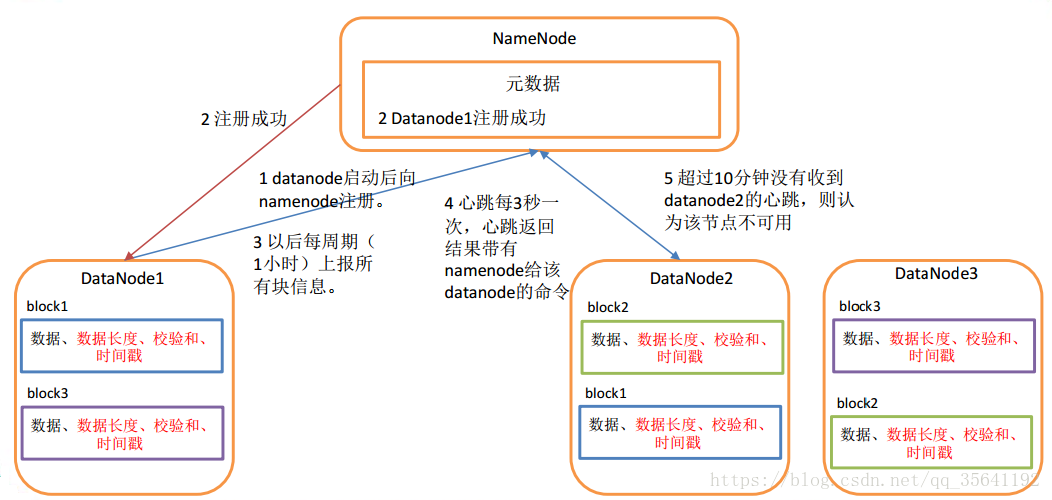 NameNode
元数据
2 Datanode1注册成功
2 注册成功
1 datanode启动后向
namenode注册。
3 以后每周期（
1小时）上报所
有块信息。
4 心跳每3秒一
次，心跳返回
结果带有
namenode给该
datanode的命令
5 超过10分钟没有收到
datanode2的心跳，则认
为该节点不可用
DataNode1
block1
数据、数据长度、校验和、
时间戳
block3
数据、数据长度、校验和、
时间戳
DataNode2
block2
数据、数据长度、校验和、
时间戳
block1
数据、数据长度、校验和、
时间戳
DataNode3
block3
数据、数据长度、校验和、
时间戳
block2
数据、数据长度、校验和、
时间戳
https://blog.csdn.net/qq_35641192